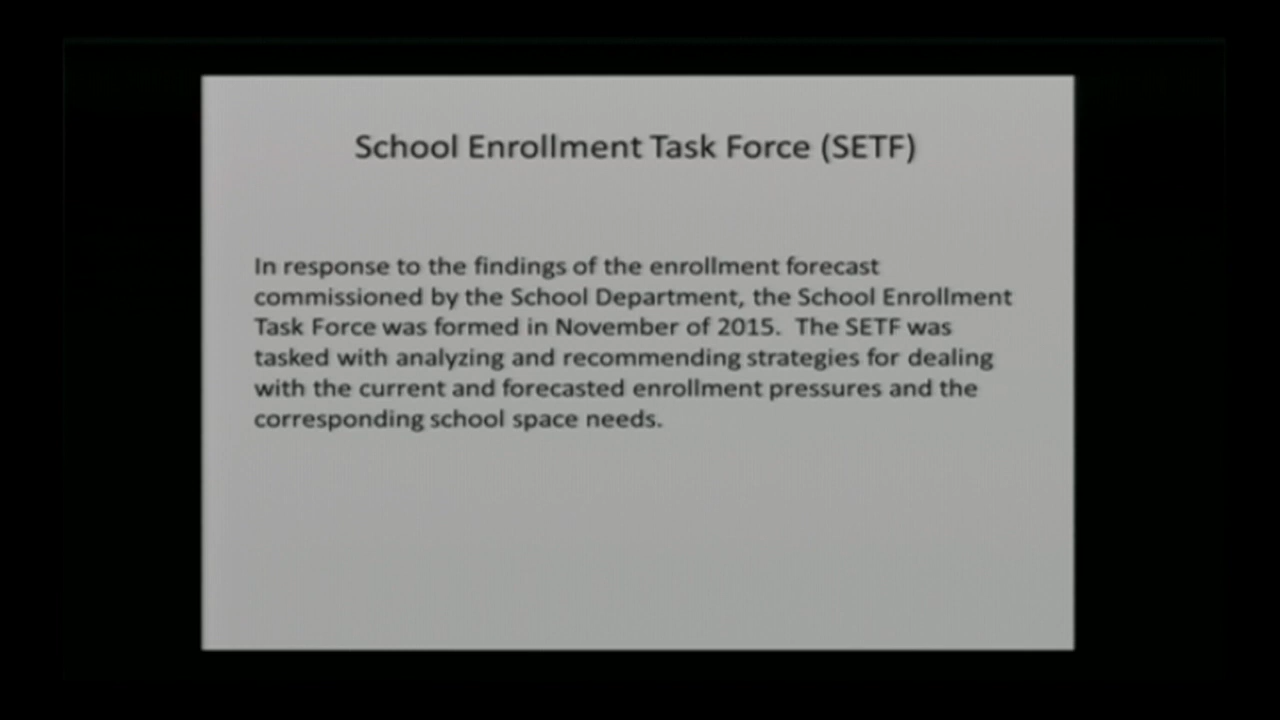 School Enrollment Task Force (SETF)
In response to the findings of the enrollment forecast
commissioned by the School Department, the School Enrollment
Task Force was formed in November of 2015.  The SETF was
tasked with analyzing and recommending strategies for dealing
with the current and forecasted enrollment pressures and the
corresponding school space needs.